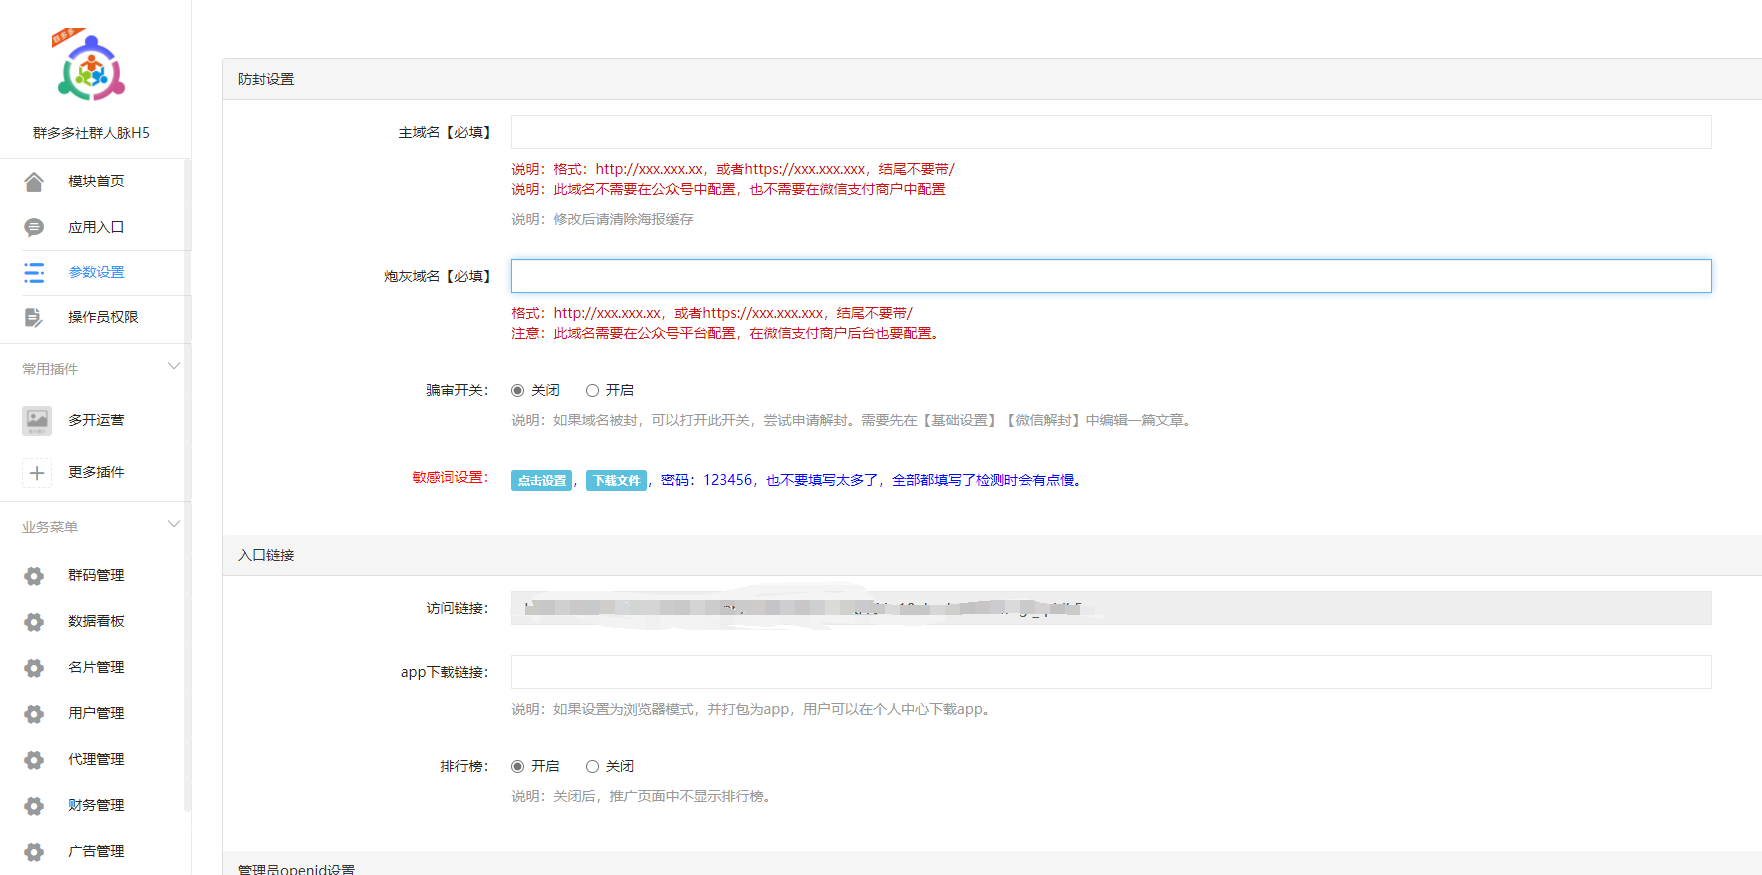 群多多
群多多社群人脉H5
模块首页
应用入口
参数设置
操作员权限
常用插件
多开运营
更多插件
业务菜单
群码管理
数据看板
名片管理
用户管理
代理管理
财务管理
广告管理
防封设置
主域名【必填】
说明：格式：http://xxx.xxx.xx，或者https://xxx.xxx.xxx，结尾不要带/
说明：此域名不需要在公众号中配置，也不需要在微信支付商户中配置
说明：修改后请清除海报缓存
炮灰域名【必填】
格式：http://xxx.xxx.xx，或者https://xxx.xxx.xxx，结尾不要带/
注意：此域名需要在公众号平台配置，在微信支付商户后台也要配置。
骗审开关： 关闭 开启
说明：如果域名被封，可以打开此开关，尝试申请解封。需要先在【基础设置】【微信解封】中编辑一篇文章。
敏感词设置： 点击设置 ， 下载文件 ，密码：123456，也不要填写太多了，全部都填写了检测时会有点慢。
入口链接
访问链接：
app下载链接：
说明：如果设置为浏览器模式，并打包为app，用户可以在个人中心下载app。
排行榜： 开启 关闭
说明：关闭后，推广页面中不显示排行榜。
管理员openid设置